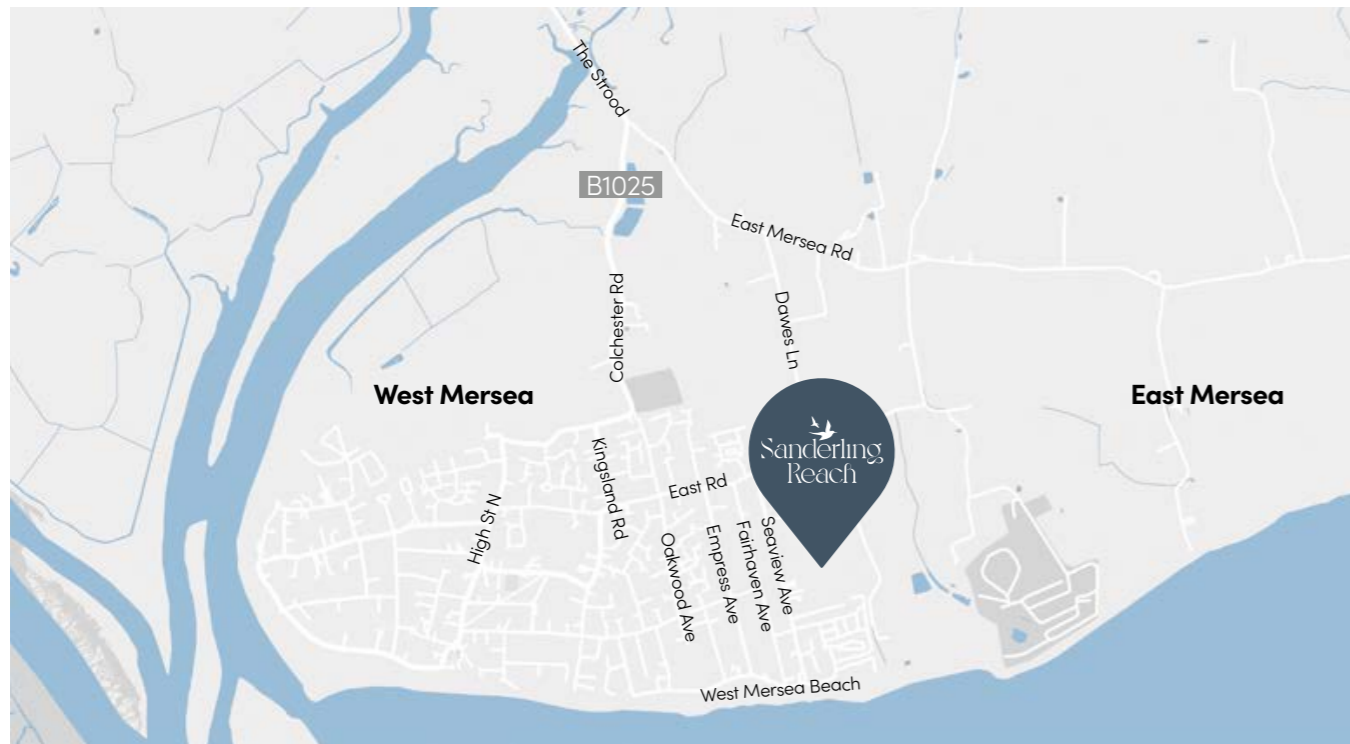 The Strood
B1025
East Mersea Rd
Colchester Rd
Dawes Ln
West Mersea
East Mersea
Sanderling
Reach
Kingsland Rd
East Rd
High St N
Oakwood Ave
Empress Ave
Fairhaven Ave
Seaview Ave
West Mersea Beach